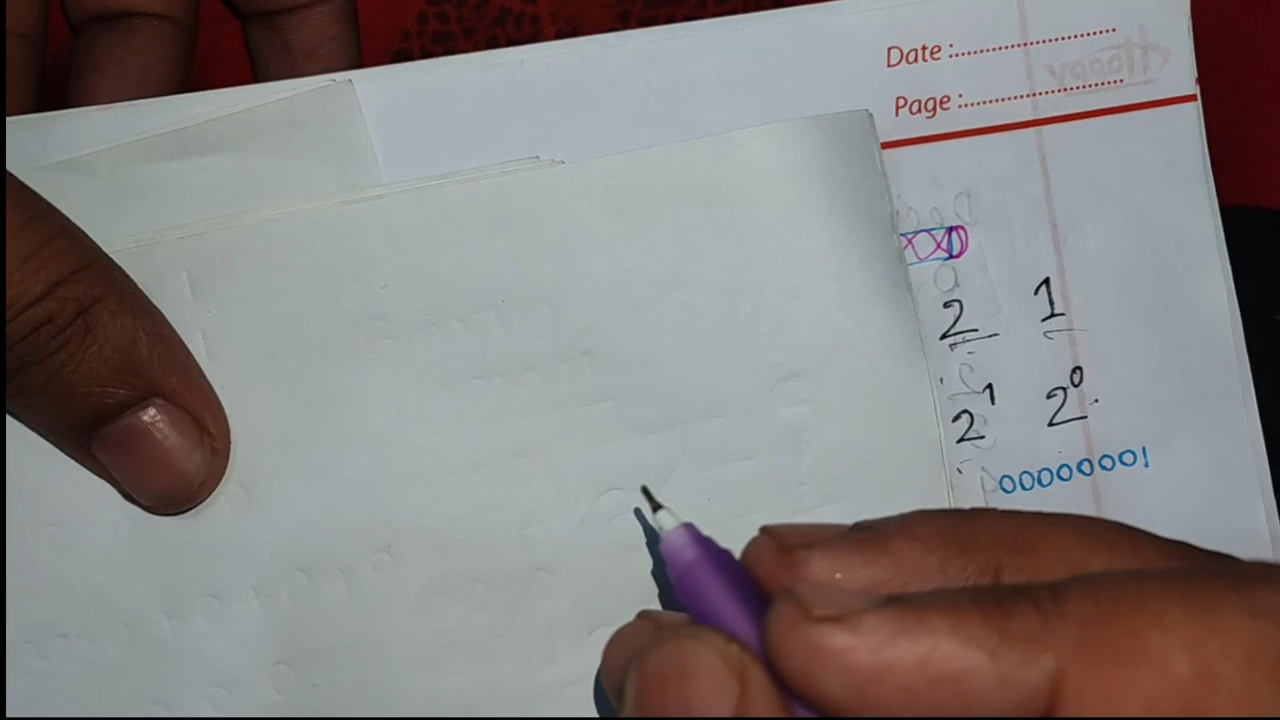 Date :
Page :
2 1
2¹ 2⁰
00000001